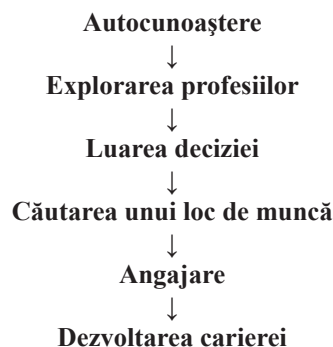 Autocunoaştere
↓
Explorarea profesiilor
↓
Luarea deciziei
↓
Căutarea unui loc de muncă
↓
Angajare
↓
Dezvoltarea carierei